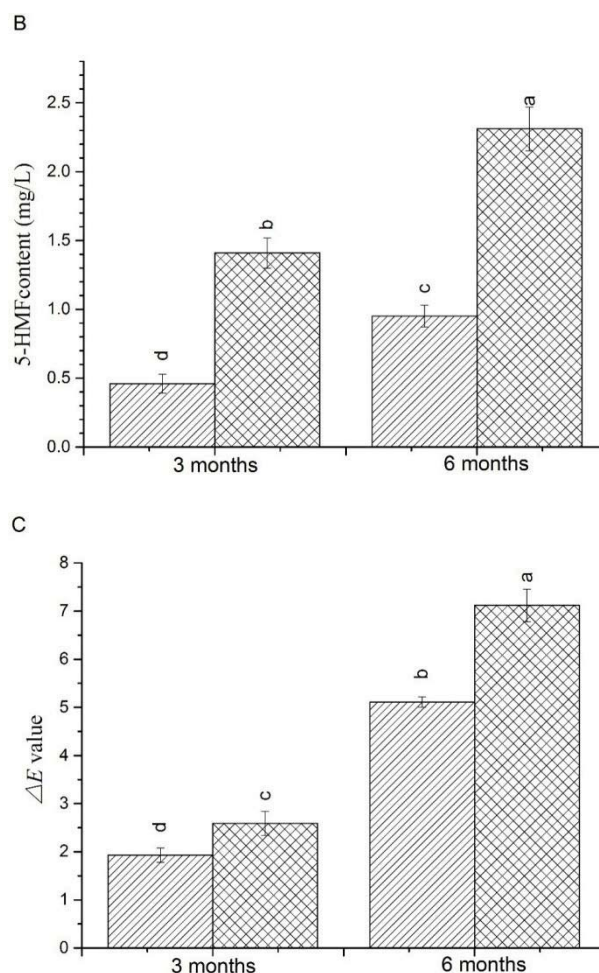 B
5-HMFcontent (mg/L)
2.5
2.0
1.5
1.0
0.5
0.0
d
b
c
a
3 months
6 months
C
△E value
8
7
6
5
4
3
2
1
0
d
c
b
a
3 months
6 months